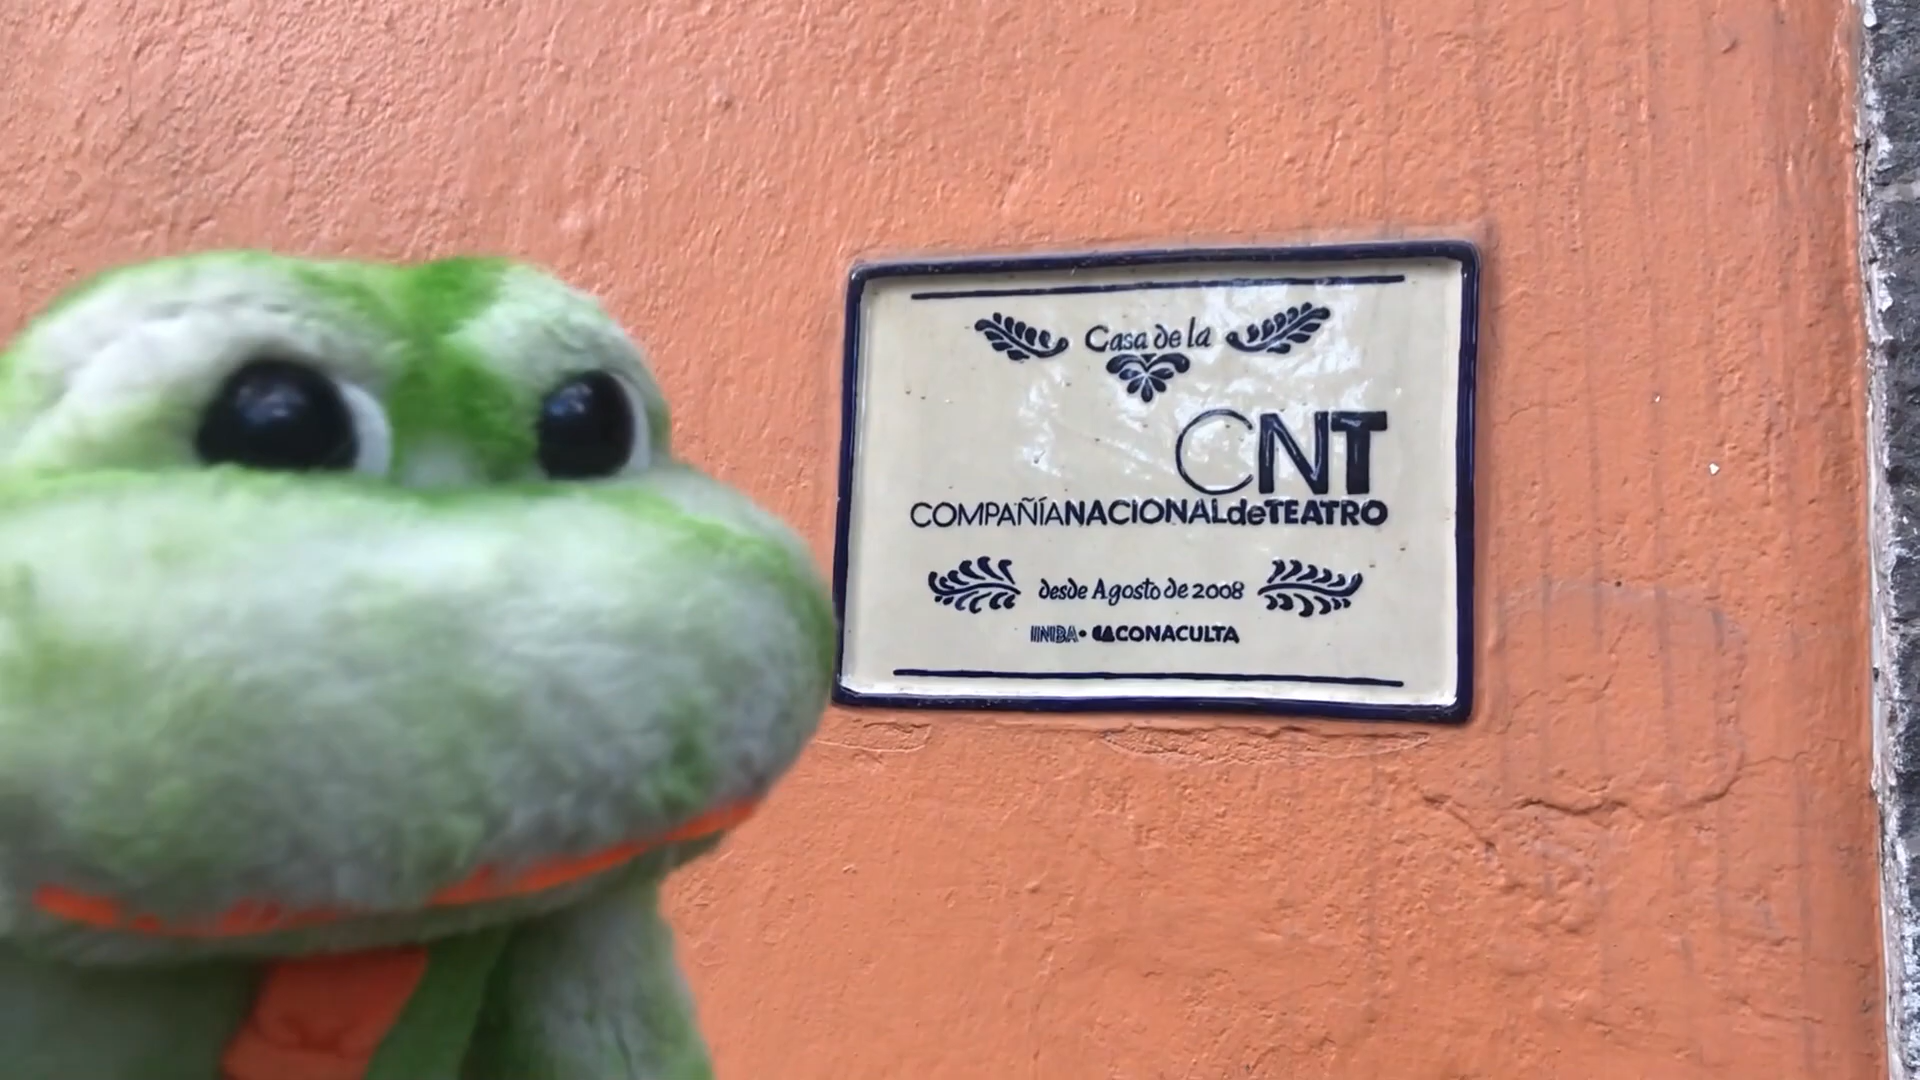 Casa de la
CNT
COMPAÑÍANACIONALdeTEATRO
desde Agosto de 2008
INBA • CONACULTA